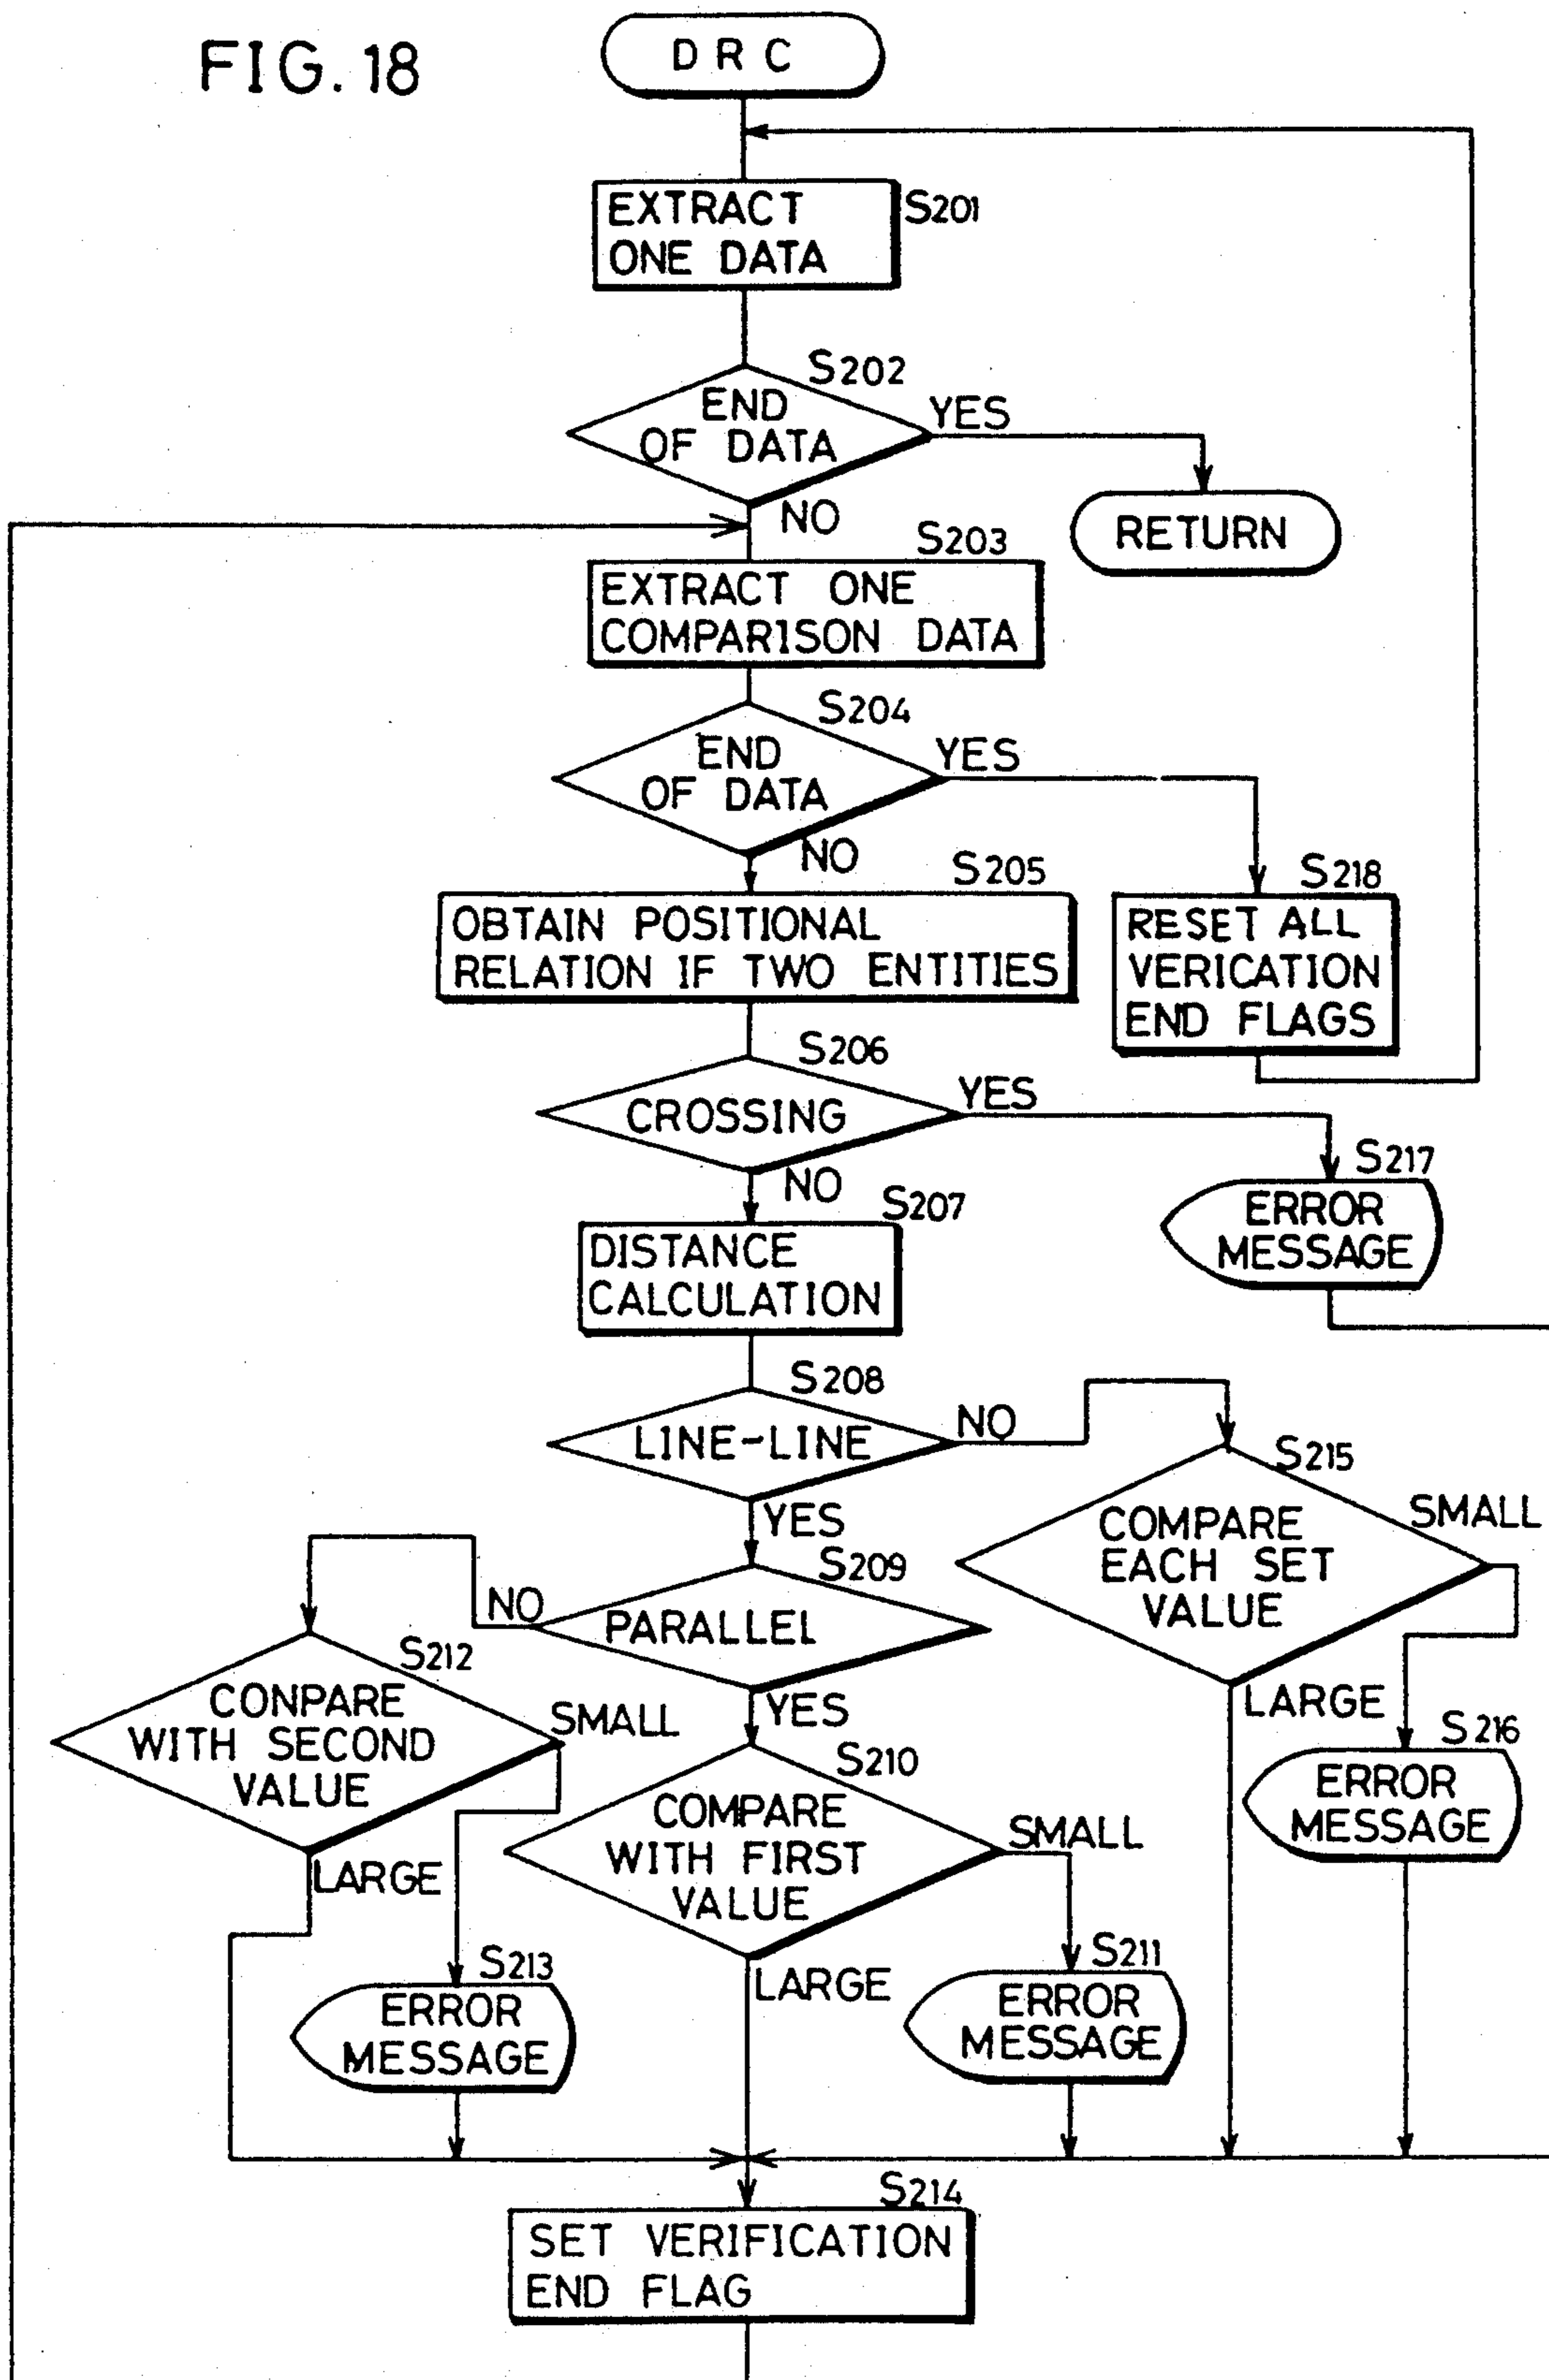 FIG. 18
D R C
EXTRACT
ONE DATA
S201
S202
END
OF DATA
YES
NO
RETURN
S203
EXTRACT ONE
COMPARISON DATA
S204
END
OF DATA
YES
NO
S205
OBTAIN POSITIONAL
RELATION IF TWO ENTITIES
S218
RESET ALL
VERICATION
END FLAGS
S206
CROSSING
YES
NO
S217
ERROR
MESSAGE
S207
DISTANCE
CALCULATION
S208
LINE-LINE
NO
YES
S215
COMPARE
EACH SET
VALUE
SMALL
LARGE
S209
PARALLEL
NO
YES
S212
CONPARE
WITH SECOND
VALUE
SMALL
LARGE
S210
COMPARE
WITH FIRST
VALUE
SMALL
LARGE
S216
ERROR
MESSAGE
S213
ERROR
MESSAGE
S211
ERROR
MESSAGE
S214
SET VERIFICATION
END FLAG